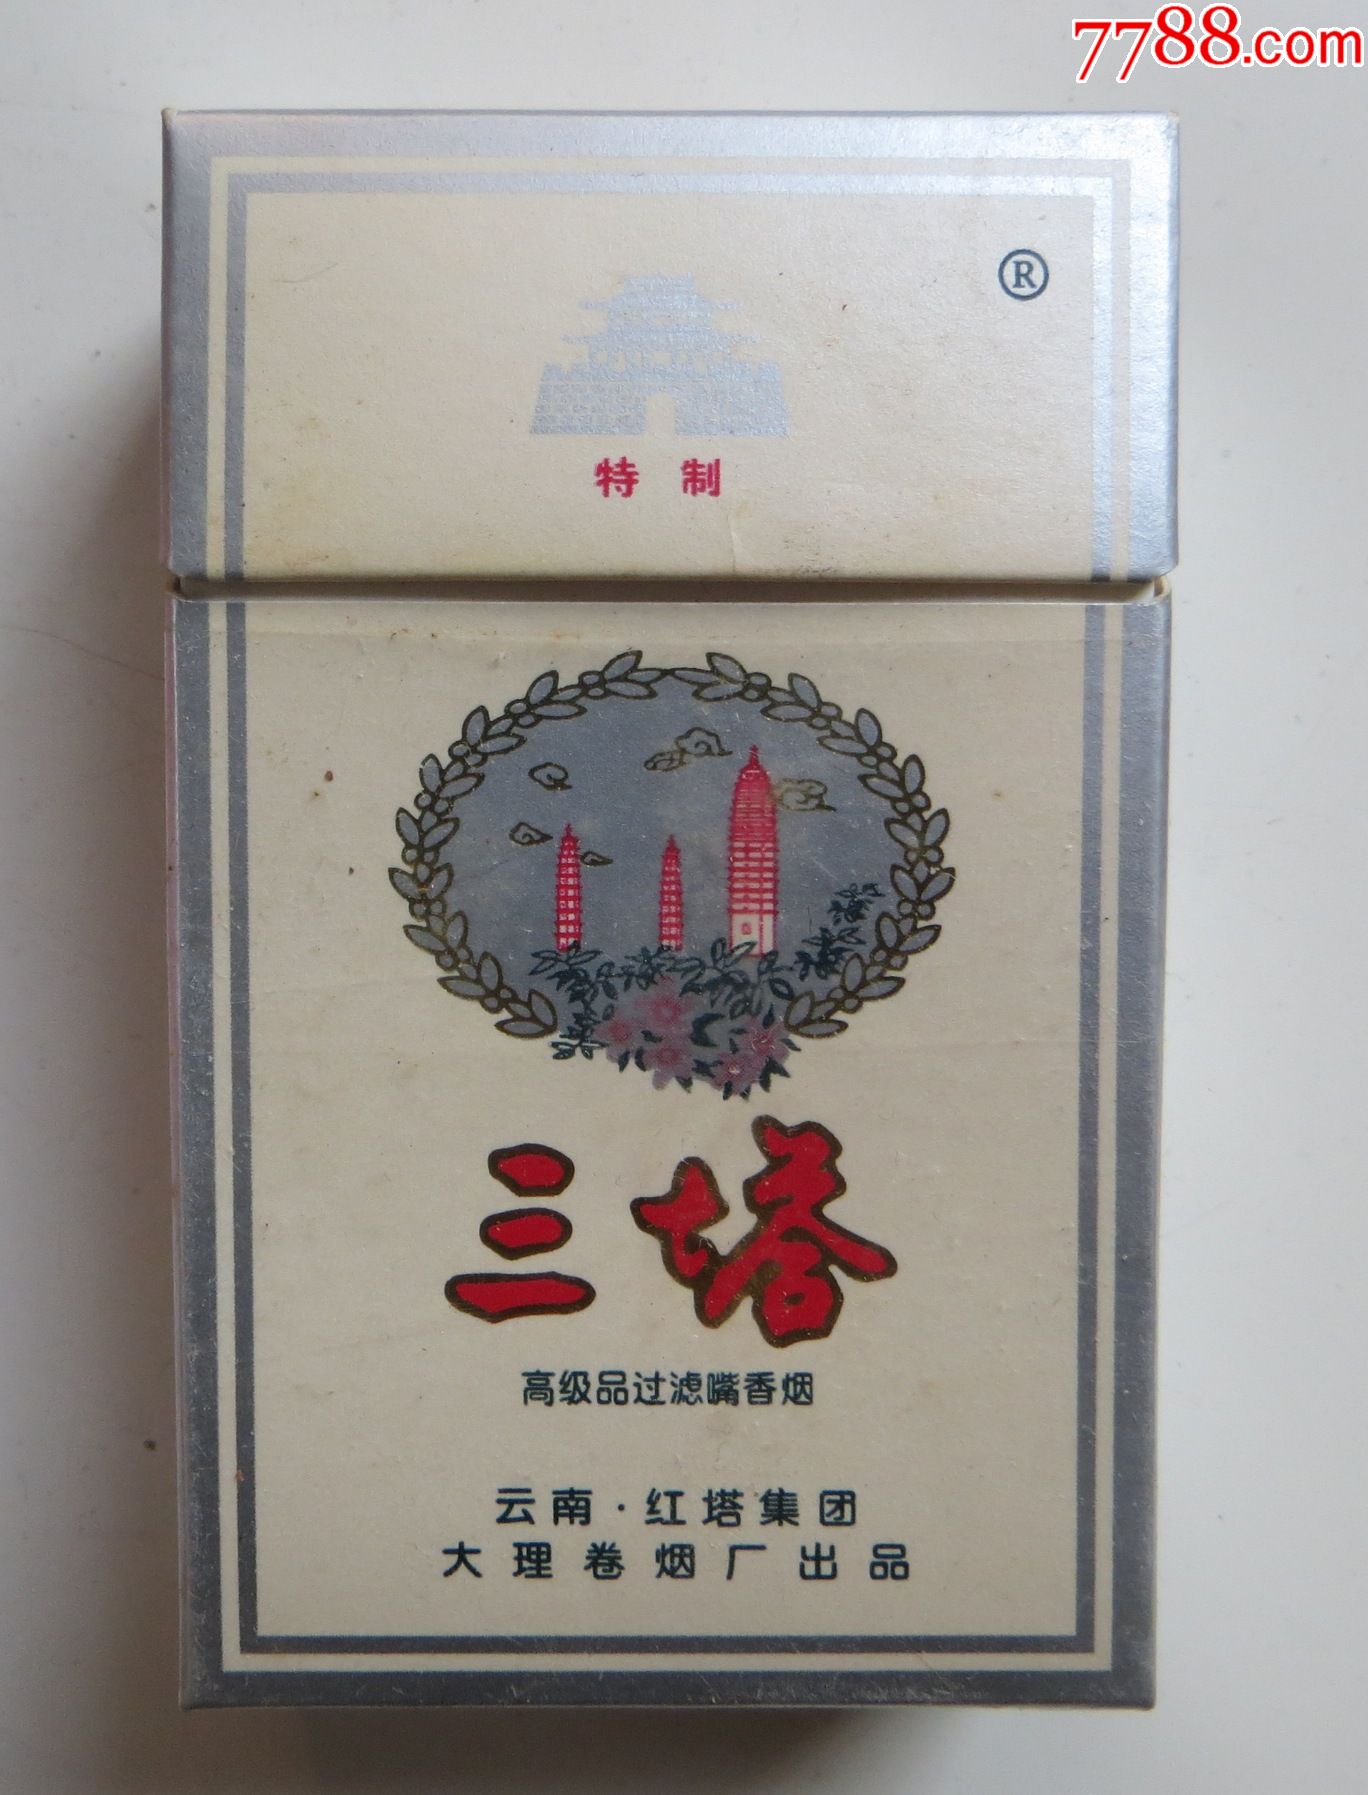 7788.com
®
特制
三塔
高级品过滤嘴香烟
云南·红塔集团
大理卷烟厂出品